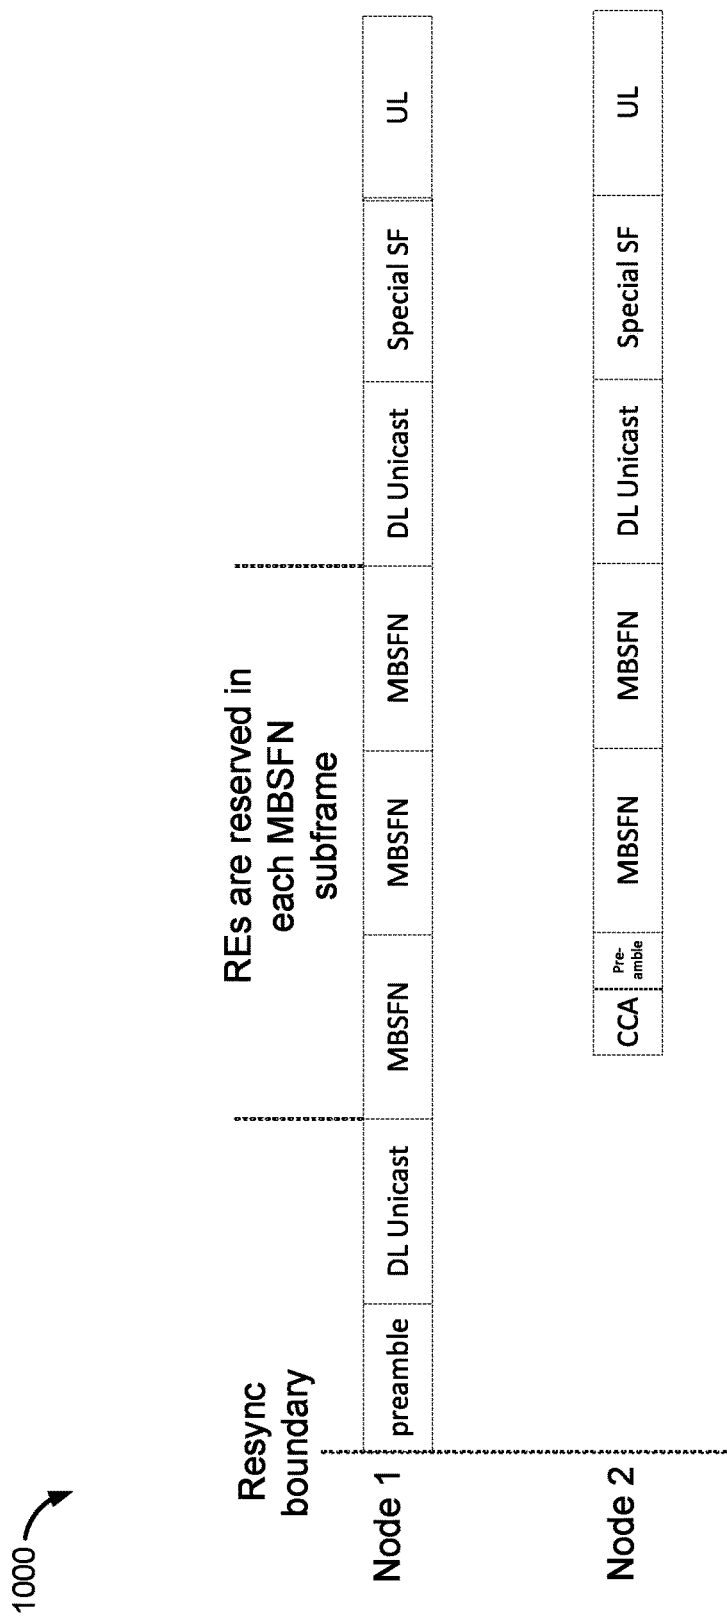 1000
Resync
boundary
REs are reserved in
each MBSFN
subframe
Node 1
preamble
DL Unicast
MBSFN
MBSFN
MBSFN
DL Unicast
Special SF
UL
Node 2
CCA
Pre-
amble
MBSFN
MBSFN
DL Unicast
Special SF
UL